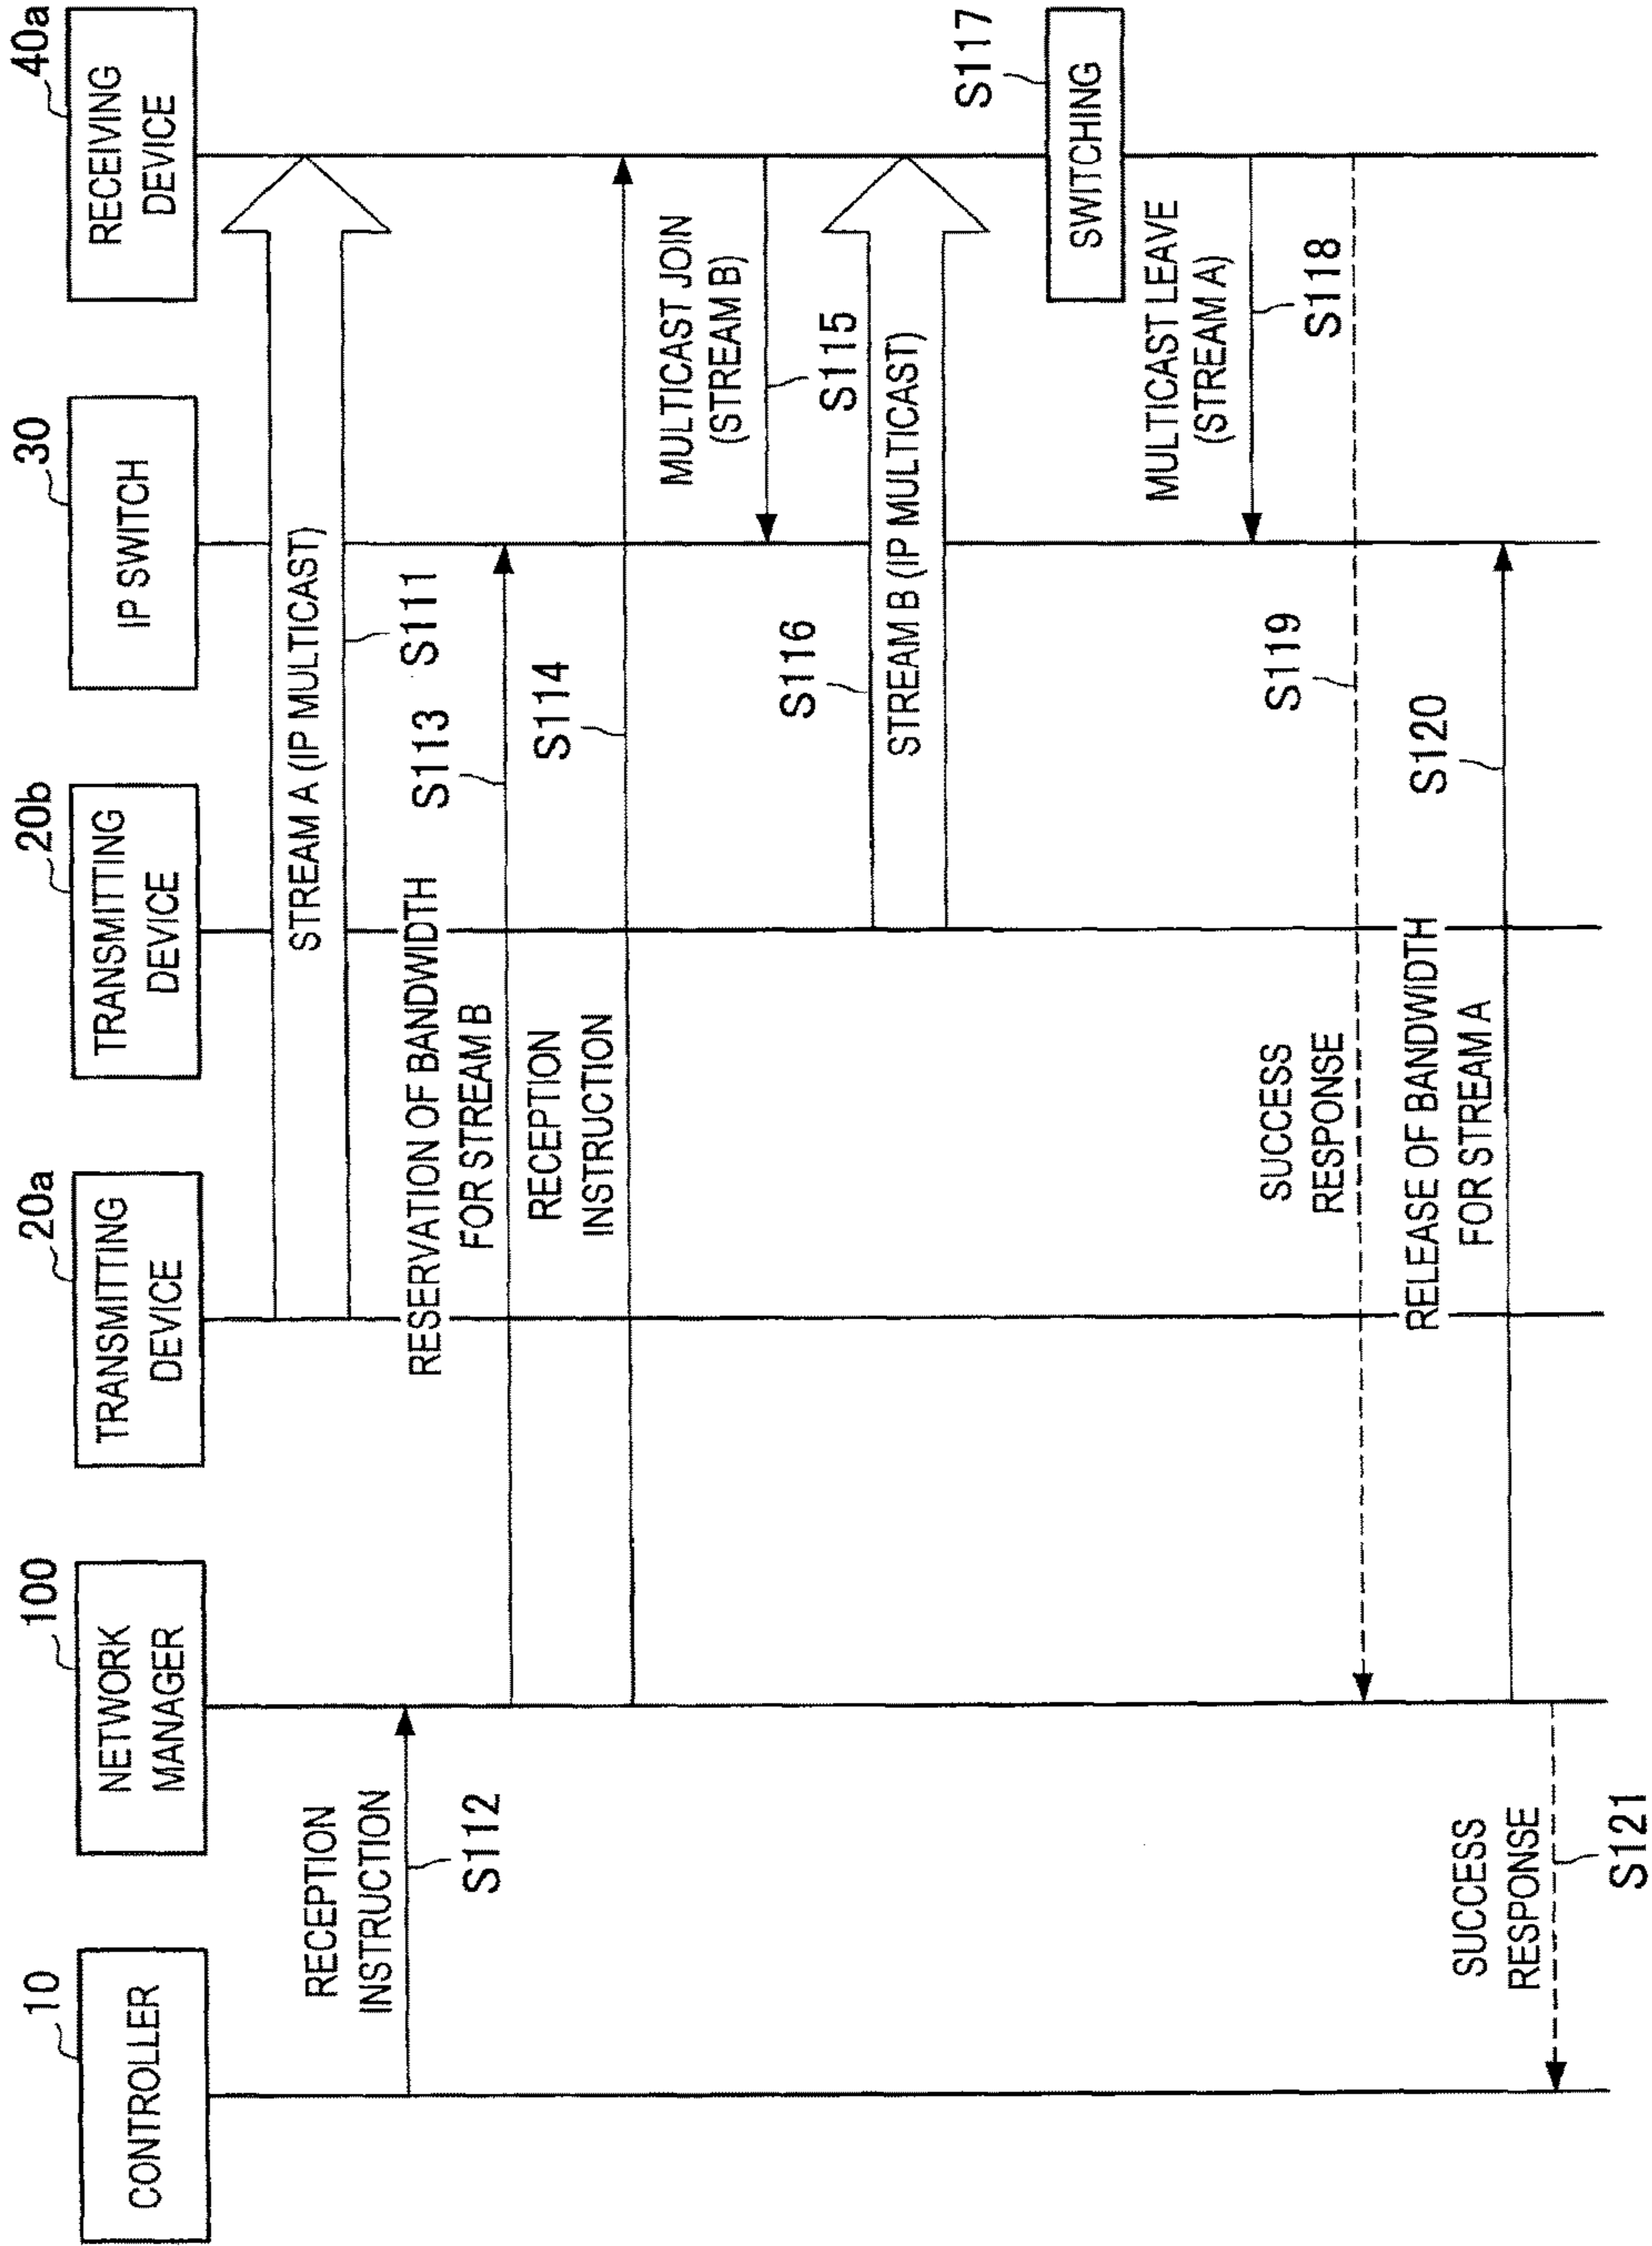 10
CONTROLLER
100
NETWORK
MANAGER
20a
TRANSMITTING
DEVICE
20b
TRANSMITTING
DEVICE
30
IP SWITCH
40a
RECEIVING
DEVICE
STREAM A (IP MULTICAST)
S111
RECEPTION
INSTRUCTION
S112
RESERVATION OF BANDWIDTH
FOR STREAM B
S113
RECEPTION
INSTRUCTION
S114
MULTICAST JOIN
(STREAM B)
S115
S116
STREAM B (IP MULTICAST)
S117
SWITCHING
MULTICAST LEAVE
(STREAM A)
S118
SUCCESS
RESPONSE
S119
RELEASE OF BANDWIDTH
FOR STREAM A
S120
SUCCESS
RESPONSE
S121